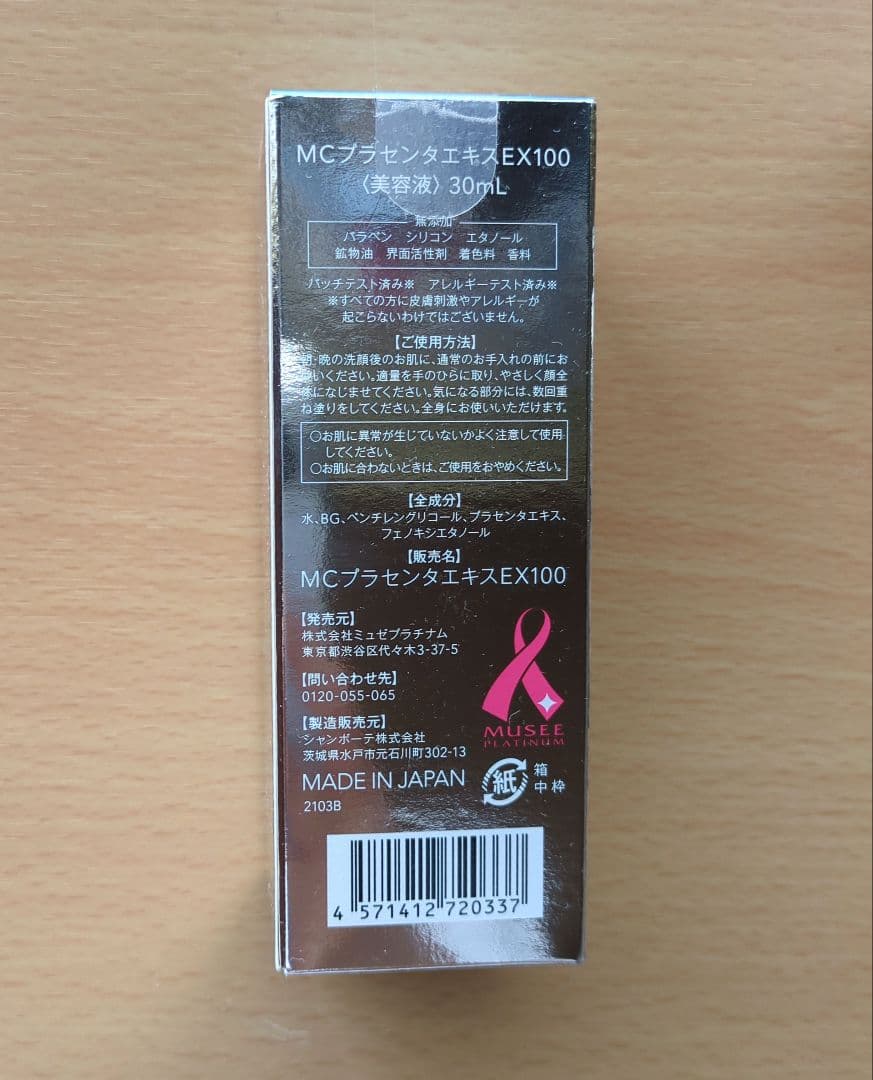 MCプラセンタエキスEX100
〈美容液〉30mL
無添加
パラベン シリコン エタノール
鉱物油 界面活性剤 着色料 香料
パッチテスト済み※ アレルギーテスト済み※
※すべての方に皮膚刺激やアレルギーが
起こらないわけではございません。
【ご使用方法】
朝・晩の洗顔後のお肌に、通常のお手入れの前にお
使いください。適量を手のひらに取り、やさしく顔全
体になじませてください。気になる部分には、数回重
ね塗りをしてください。全身にお使いいただけます。
○お肌に異常が生じていないかよく注意して使用
してください。
○お肌に合わないときは、ご使用をおやめください。
【全成分】
水、BG、ペンチレングリコール、プラセンタエキス、
フェノキシエタノール
【販売名】
MCプラセンタエキスEX100
【発売元】
株式会社ミュゼプラチナム
東京都渋谷区代々木3-37-5
【問い合わせ先】
0120-055-065
【製造販売元】
シャンボーテ株式会社
茨城県水戸市元石川町302-13
MADE IN JAPAN
2103B
MUSEE
PLATINUM
紙
箱
中枠
4 571412 720337